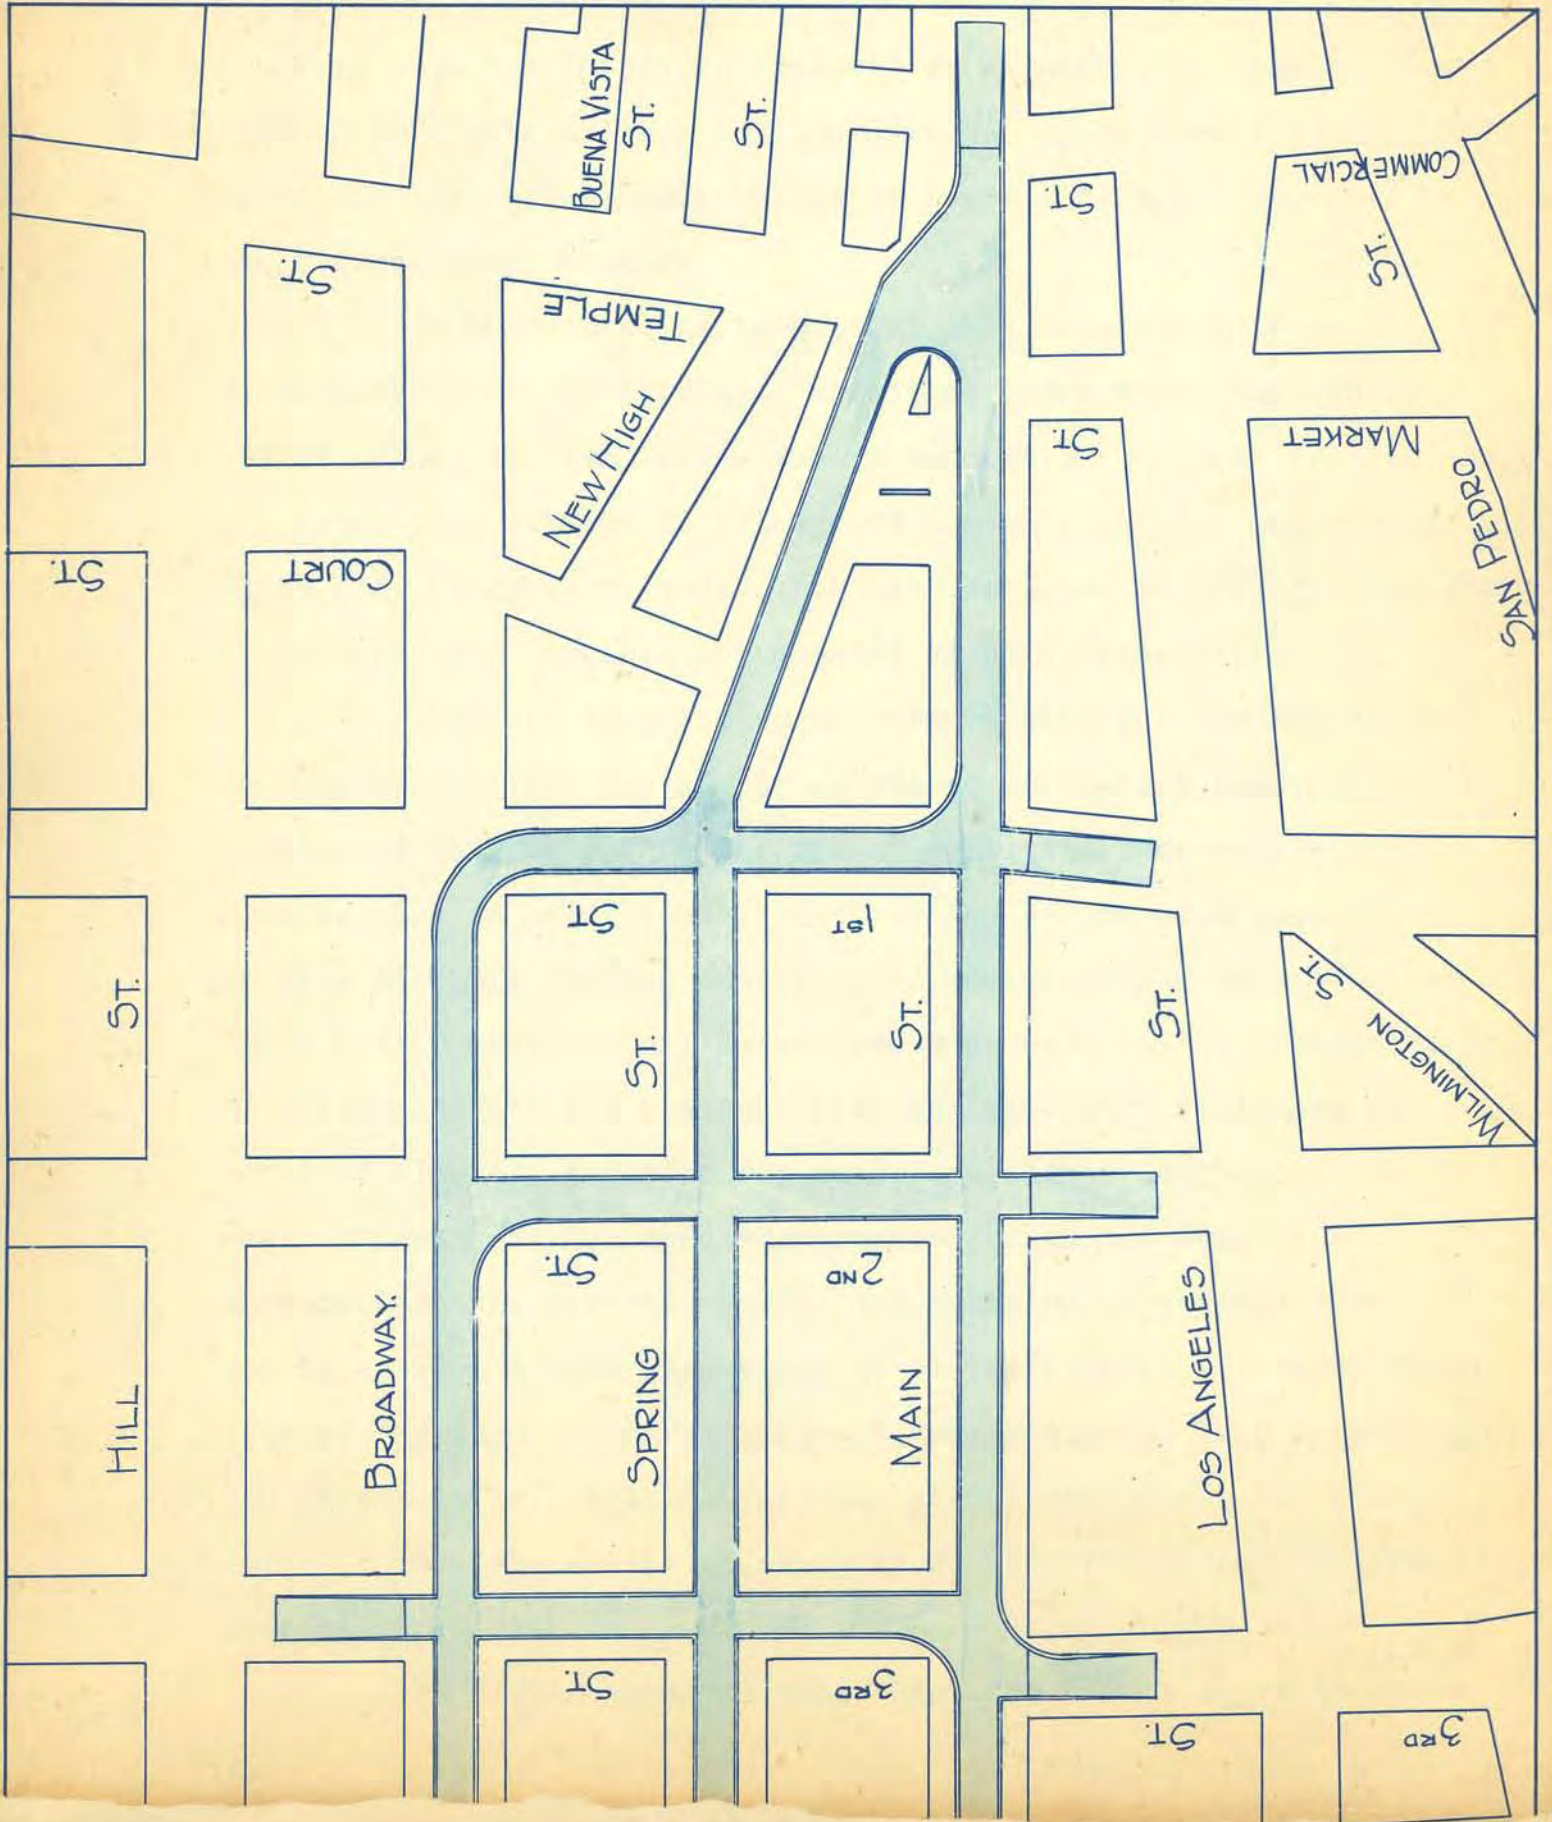 BUENA VISTA
ST.
ST.
COMMERCIAL
ST.
ST.
ST.
TEMPLE
NEW HIGH
ST.
MARKET
SAN PEDRO
ST.
COURT
ST.
1ST
ST.
ST.
ST.
ST.
ST.
WILMINGTON
ST.
2ND
HILL
BROADWAY.
SPRING
MAIN
LOS ANGELES
ST.
3RD
ST.
3RD